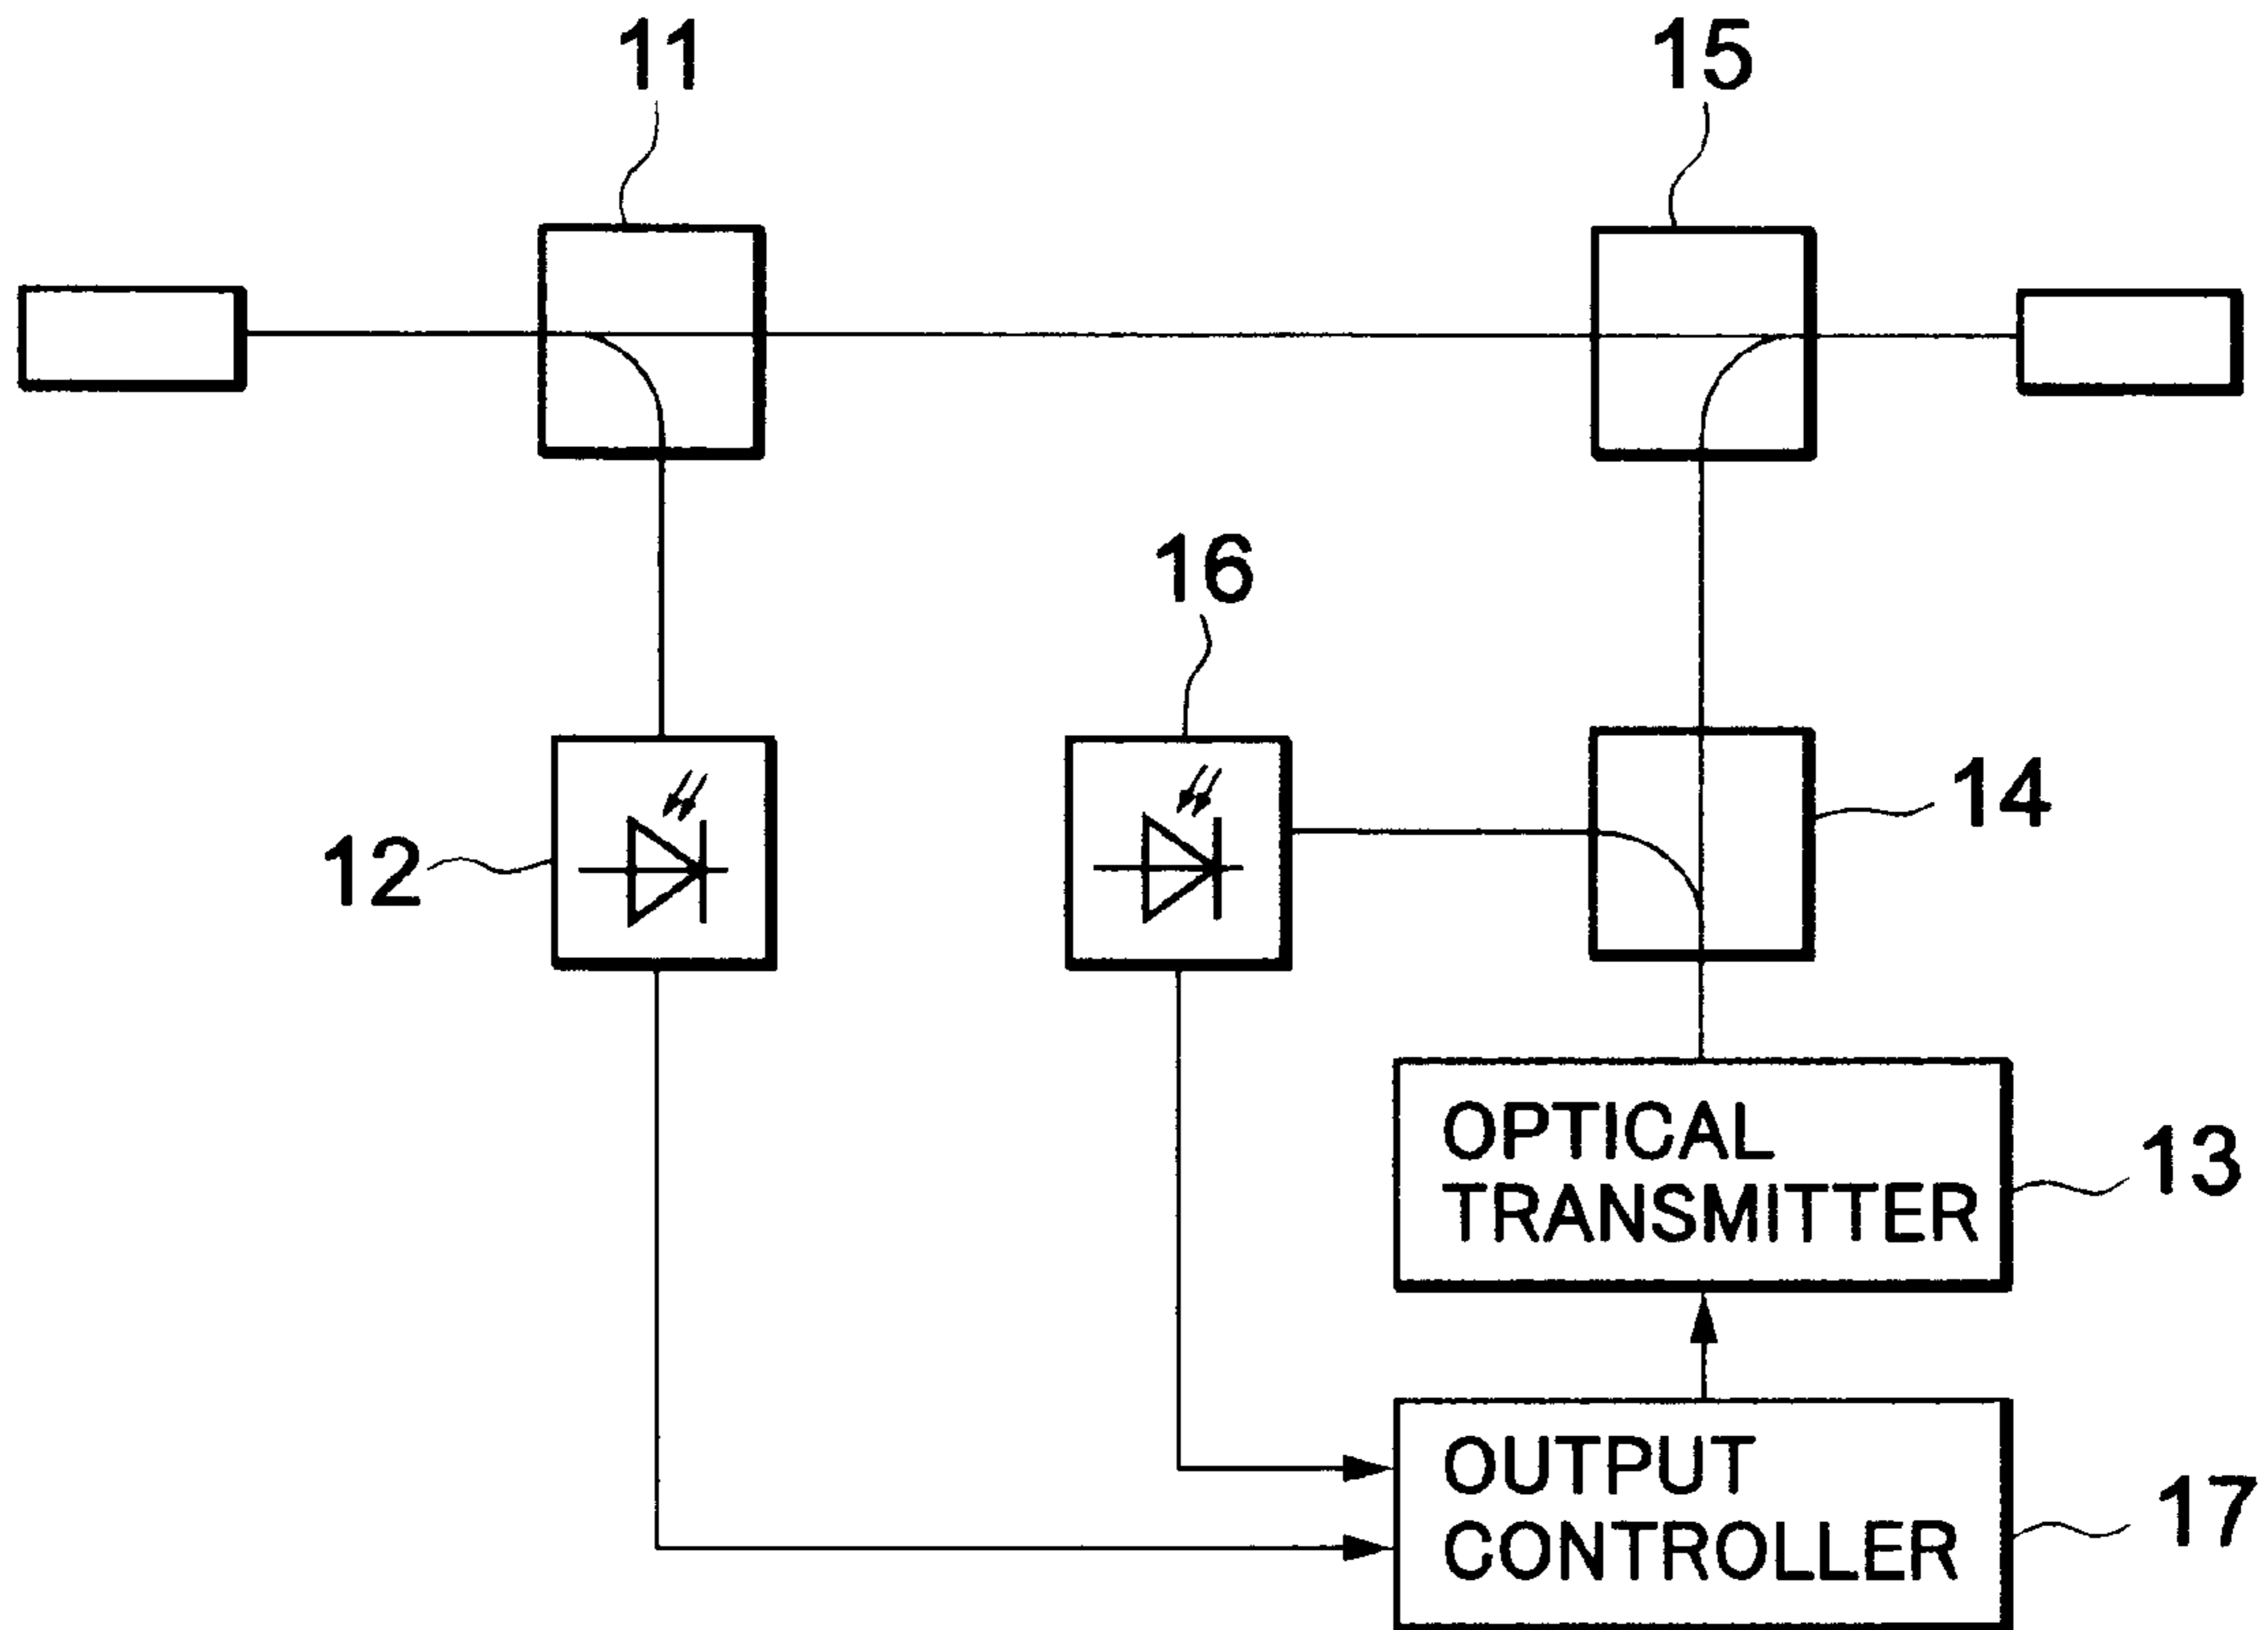 11
15
16
14
12
OPTICAL
TRANSMITTER
13
OUTPUT
CONTROLLER
17